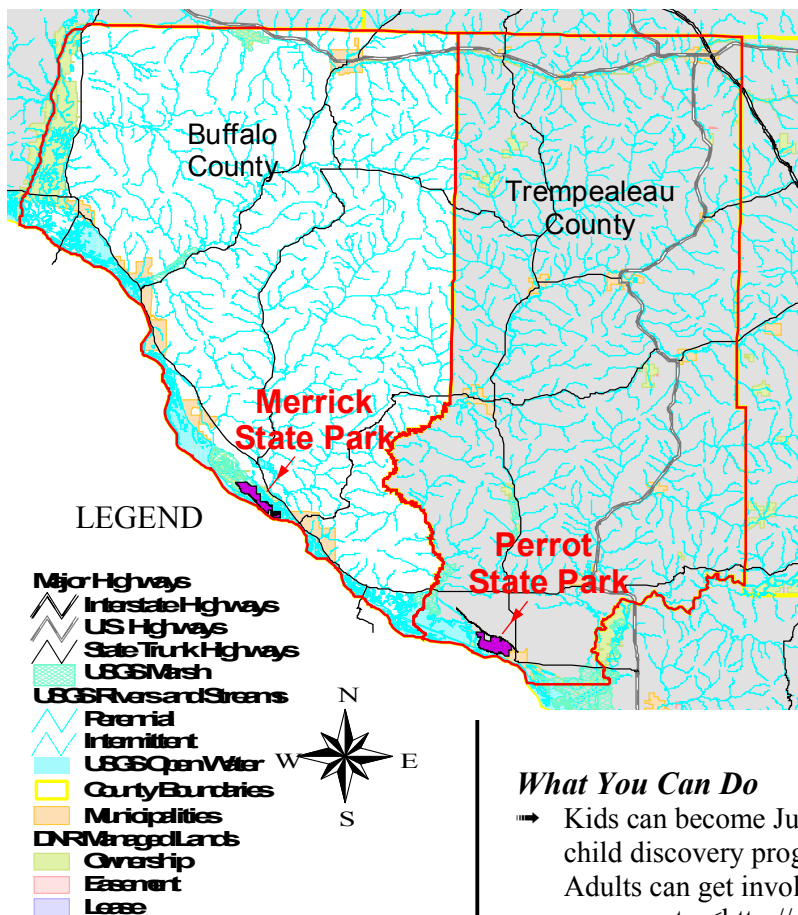 Buffalo
County
Trempealeau
County
Merrick
State Park
Perrot
State Park
LEGEND
Major Highways
Interstate Highways
U.S. Highways
State Trunk Highways
USGS Marsh
USGS Rivers and Streams
Perennial
Intermittent
USGS Open Water
County Boundaries
Municipalities
DNR Managed Lands
Ownership
Easement
Lease
N
W E
S
What You Can Do
➟ Kids can become Ju
child discovery prog
Adults can get invol